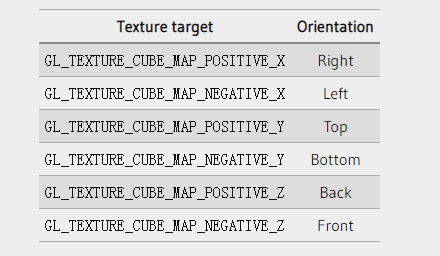 Texture target Orientation
GL_TEXTURE_CUBE_MAP_POSITIVE_X Right
GL_TEXTURE_CUBE_MAP_NEGATIVE_X Left
GL_TEXTURE_CUBE_MAP_POSITIVE_Y Top
GL_TEXTURE_CUBE_MAP_NEGATIVE_Y Bottom
GL_TEXTURE_CUBE_MAP_POSITIVE_Z Back
GL_TEXTURE_CUBE_MAP_NEGATIVE_Z Front